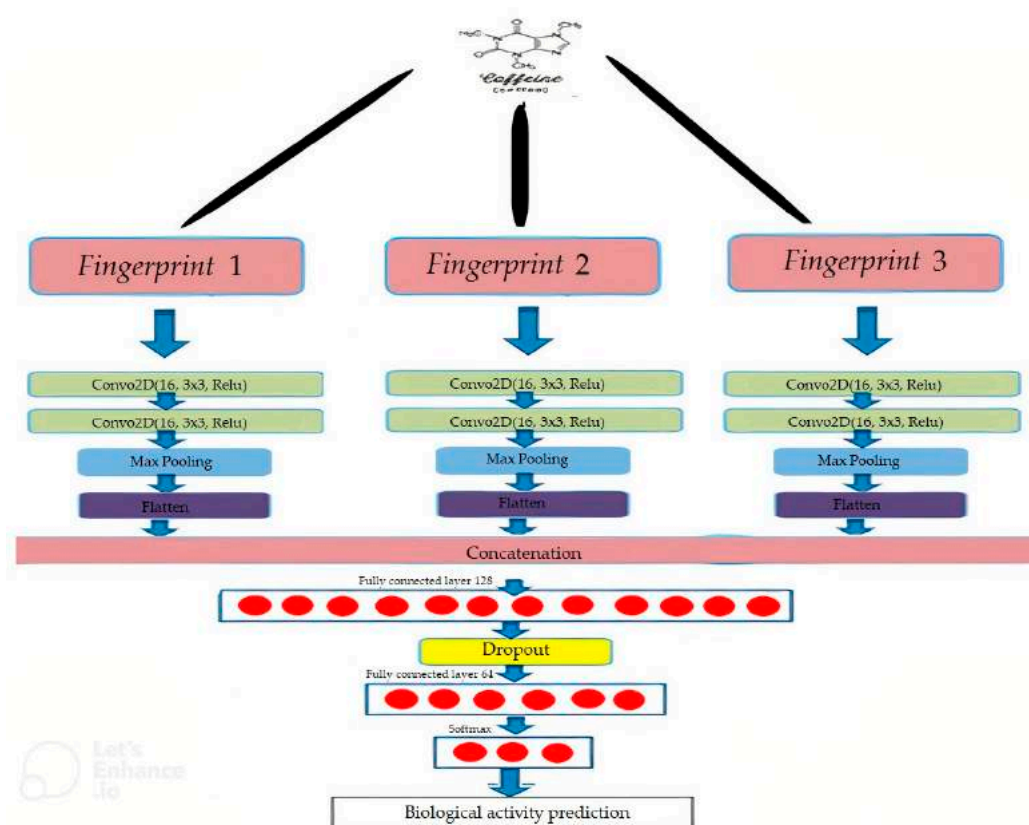 O
O
N
N
N
N
CH₃
Caffeine
Fingerprint 1
Fingerprint 2
Fingerprint 3
Convo2D(16, 3x3, Relu)
Convo2D(16, 3x3, Relu)
Convo2D(16, 3x3, Relu)
Convo2D(16, 3x3, Relu)
Convo2D(16, 3x3, Relu)
Convo2D(16, 3x3, Relu)
Max Pooling
Max Pooling
Max Pooling
Flatten
Flatten
Flatten
Concatenation
Fully connected layer 128
Dropout
Fully connected layer 64
Softmax
Biological activity prediction
Let's
Enhance
.io